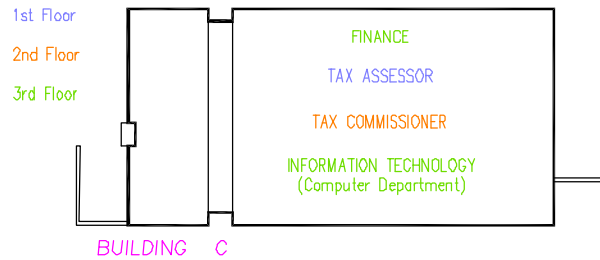 1st Floor
2nd Floor
3rd Floor
FINANCE
TAX ASSESSOR
TAX COMMISSIONER
INFORMATION TECHNOLOGY
(Computer Department)
BUILDING C